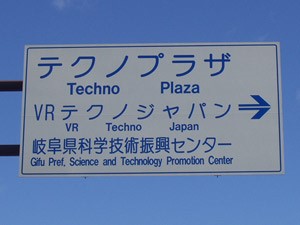 テクノプラザ
Techno Plaza
VRテクノジャパン
VR Techno Japan
岐阜県科学技術振興センター
Gifu Pref, Science and Technology Promotion Center